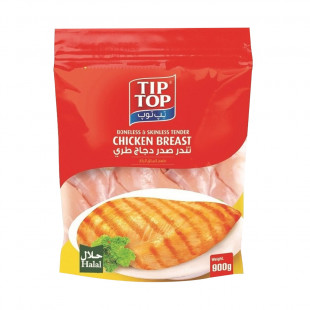 TIP
TOP
تيب توب
BONELESS & SKINLESS TENDER
CHICKEN BREAST
تندر صدر دجاج طري
حلال
Halal
Weight:
900g